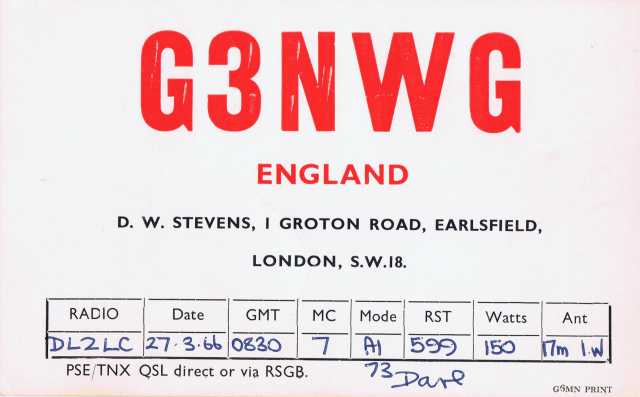 G3NWG
ENGLAND
D. W. STEVENS, 1 GROTON ROAD, EARLSFIELD,
LONDON, S.W.18.
RADIO Date GMT MC Mode RST Watts Ant
DL2LC 27.3.66 0830 7 A1 599 150 17m l.w
PSE/TNX QSL direct or via RSGB. 73 Dave
G6MN PRINT